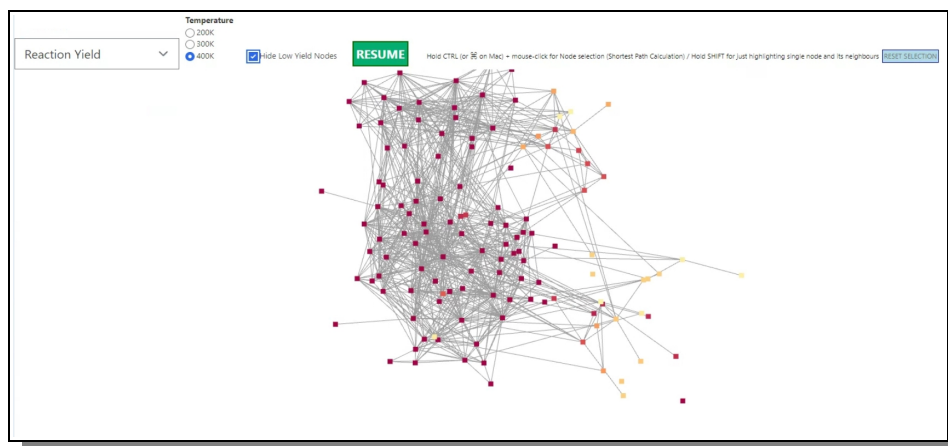 Temperature
200K
300K
400K
Reaction Yield
Hide Low Yield Nodes
RESUME
Hold CTRL (or ⌘ on Mac) + mouse-click for Node selection (Shortest Path Calculation) / Hold SHIFT for just highlighting single node and its neighbours
RESET SELECTION